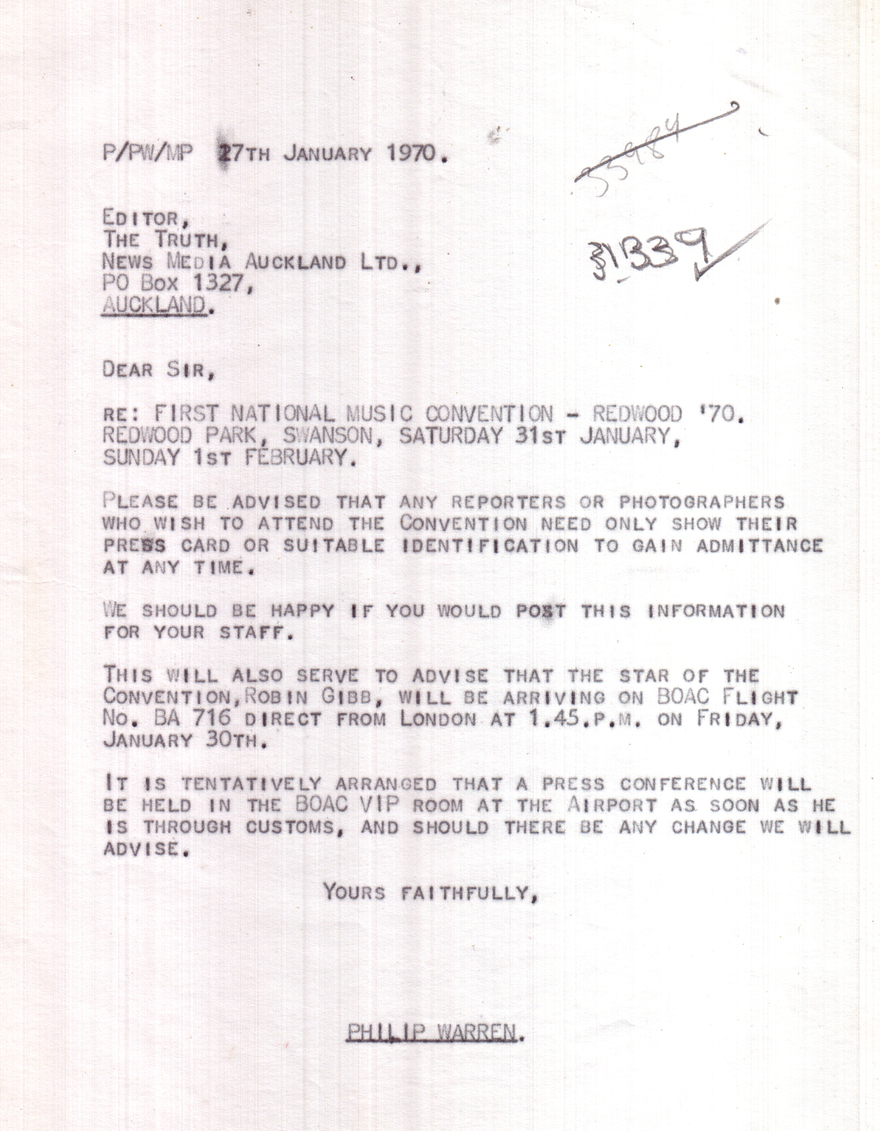 P/PW/MP 27TH JANUARY 1970.
33984
31339
EDITOR,
THE TRUTH,
NEWS MEDIA AUCKLAND LTD.,
PO BOX 1327,
AUCKLAND.
DEAR SIR,
RE: FIRST NATIONAL MUSIC CONVENTION - REDWOOD '70.
REDWOOD PARK, SWANSON, SATURDAY 31ST JANUARY,
SUNDAY 1ST FEBRUARY.
PLEASE BE ADVISED THAT ANY REPORTERS OR PHOTOGRAPHERS
WHO WISH TO ATTEND THE CONVENTION NEED ONLY SHOW THEIR
PRESS CARD OR SUITABLE IDENTIFICATION TO GAIN ADMITTANCE
AT ANY TIME.
WE SHOULD BE HAPPY IF YOU WOULD POST THIS INFORMATION
FOR YOUR STAFF.
THIS WILL ALSO SERVE TO ADVISE THAT THE STAR OF THE
CONVENTION,ROBIN GIBB, WILL BE ARRIVING ON BOAC FLIGHT
NO. BA 716 DIRECT FROM LONDON AT 1.45.P.M. ON FRIDAY,
JANUARY 30TH.
IT IS TENTATIVELY ARRANGED THAT A PRESS CONFERENCE WILL
BE HELD IN THE BOAC VIP ROOM AT THE AIRPORT AS SOON AS HE
IS THROUGH CUSTOMS, AND SHOULD THERE BE ANY CHANGE WE WILL
ADVISE.
YOURS FAITHFULLY,
PHILIP WARREN.